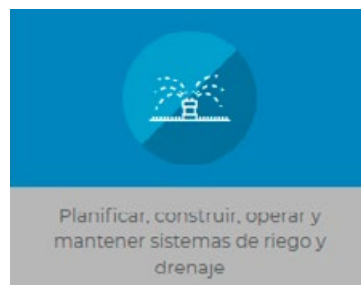 Planificar, construir, operar y
mantener sistemas de riego y
drenaje